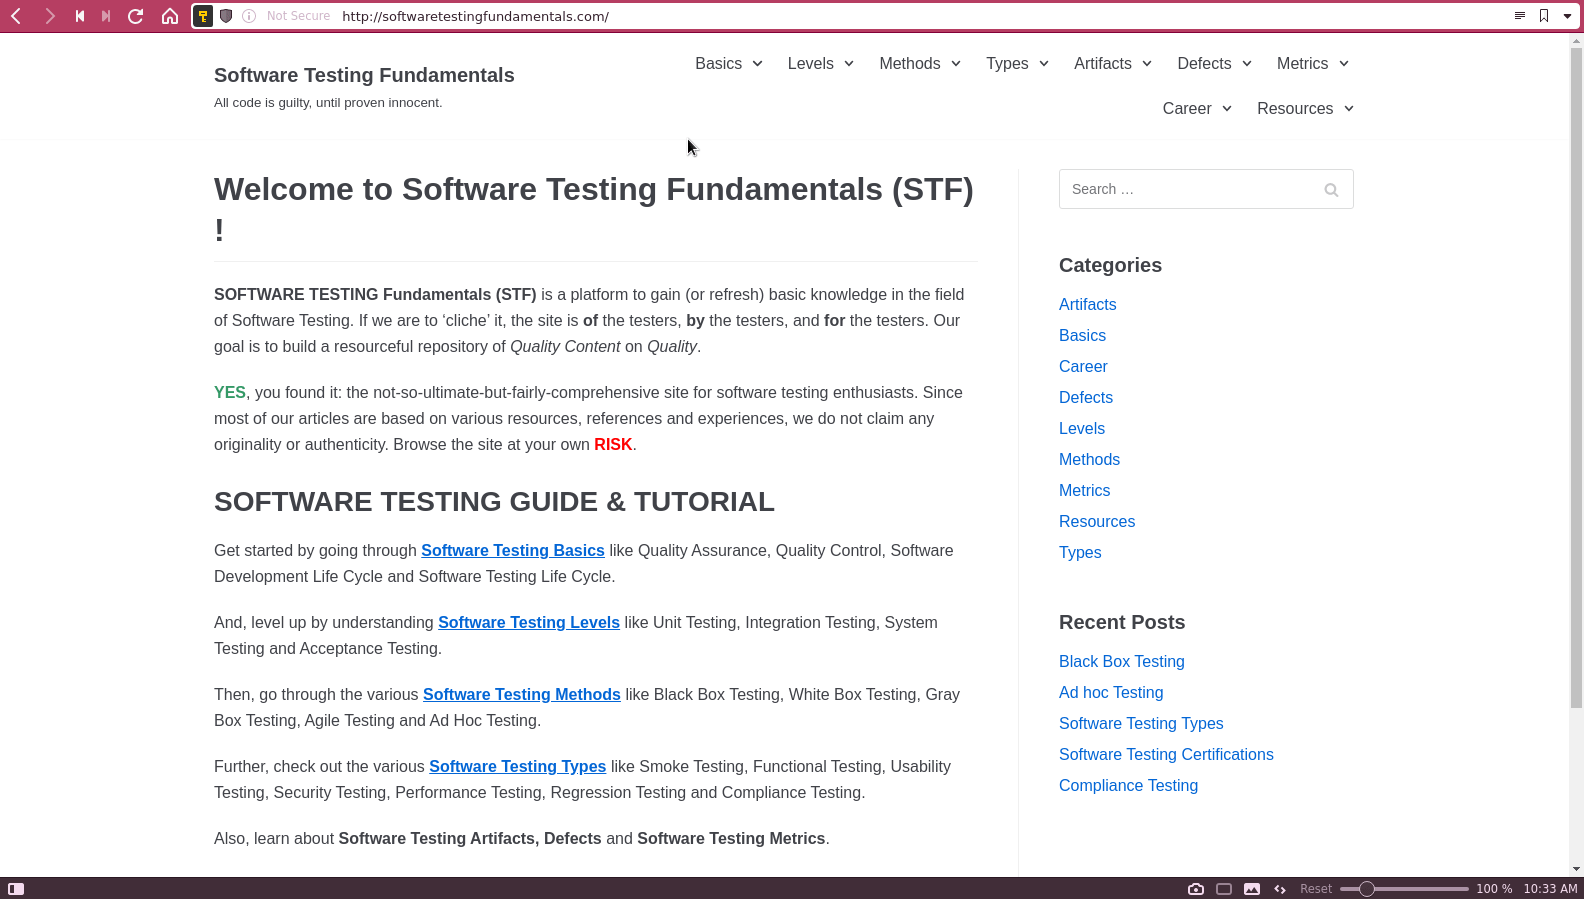 Not Secure http://softwaretestingfundamentals.com/
Software Testing Fundamentals
All code is guilty, until proven innocent.
Basics Levels Methods Types Artifacts Defects Metrics
Career Resources
Welcome to Software Testing Fundamentals (STF)
!
SOFTWARE TESTING Fundamentals (STF) is a platform to gain (or refresh) basic knowledge in the field
of Software Testing. If we are to ‘cliche’ it, the site is of the testers, by the testers, and for the testers. Our
goal is to build a resourceful repository of Quality Content on Quality.
YES, you found it: the not-so-ultimate-but-fairly-comprehensive site for software testing enthusiasts. Since
most of our articles are based on various resources, references and experiences, we do not claim any
originality or authenticity. Browse the site at your own RISK.
SOFTWARE TESTING GUIDE & TUTORIAL
Get started by going through Software Testing Basics like Quality Assurance, Quality Control, Software
Development Life Cycle and Software Testing Life Cycle.
And, level up by understanding Software Testing Levels like Unit Testing, Integration Testing, System
Testing and Acceptance Testing.
Then, go through the various Software Testing Methods like Black Box Testing, White Box Testing, Gray
Box Testing, Agile Testing and Ad Hoc Testing.
Further, check out the various Software Testing Types like Smoke Testing, Functional Testing, Usability
Testing, Security Testing, Performance Testing, Regression Testing and Compliance Testing.
Also, learn about Software Testing Artifacts, Defects and Software Testing Metrics.
Search …
Categories
Artifacts
Basics
Career
Defects
Levels
Methods
Metrics
Resources
Types
Recent Posts
Black Box Testing
Ad hoc Testing
Software Testing Types
Software Testing Certifications
Compliance Testing
Reset 100 % 10:33 AM